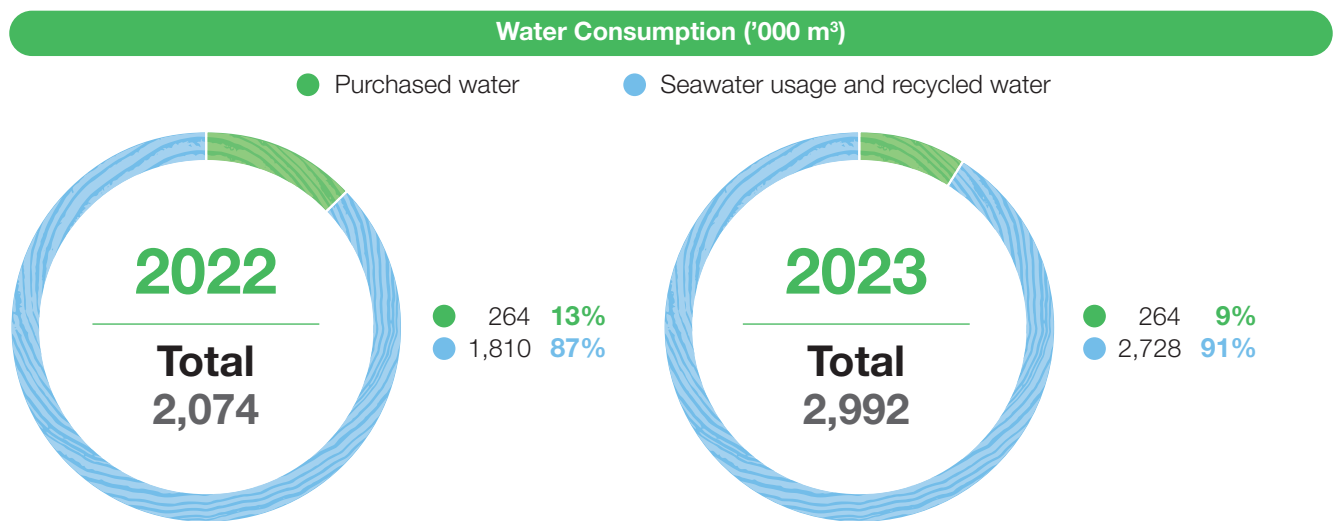 Water Consumption (’000 m³)
Purchased water
Seawater usage and recycled water
2022
Total
2,074
264 13%
1,810 87%
2023
Total
2,992
264 9%
2,728 91%